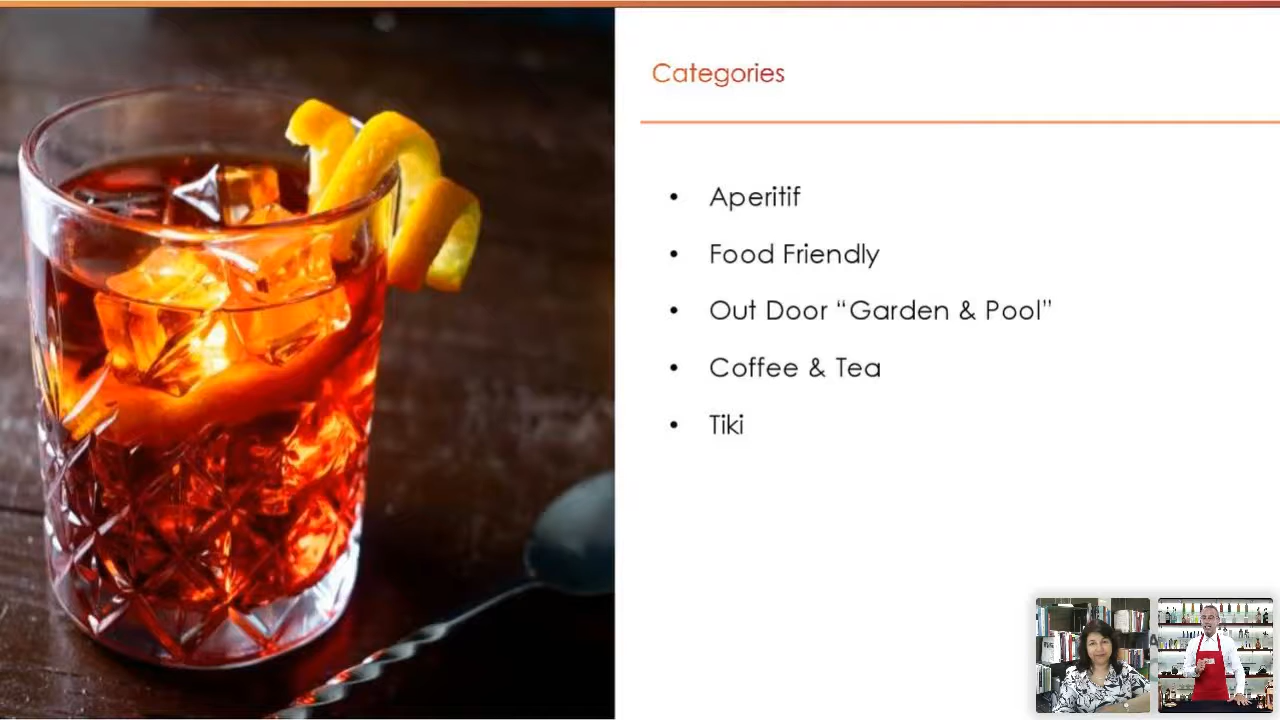 Categories
• Aperitif
• Food Friendly
• Out Door “Garden & Pool”
• Coffee & Tea
• Tiki